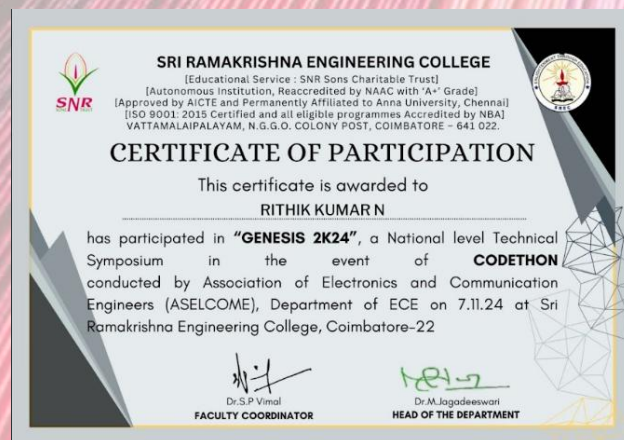 SRI RAMAKRISHNA ENGINEERING COLLEGE
[Educational Service : SNR Sons Charitable Trust]
[Autonomous Institution, Reaccredited by NAAC with 'A+' Grade]
[Approved by AICTE and Permanently Affiliated to Anna University, Chennai]
[ISO 9001: 2015 Certified and all eligible programmes Accredited by NBA]
VATTAMALAIPALAYAM, N.G.G.O. COLONY POST, COIMBATORE – 641 022.
SNR
SREC
CERTIFICATE OF PARTICIPATION
This certificate is awarded to
RITHIK KUMAR N
has participated in "GENESIS 2K24", a National level Technical
Symposium in the event of CODETHON
conducted by Association of Electronics and Communication
Engineers (ASELCOME), Department of ECE on 7.11.24 at Sri
Ramakrishna Engineering College, Coimbatore-22
Dr.S.P Vimal
FACULTY COORDINATOR
Dr.M.Jagadeeswari
HEAD OF THE DEPARTMENT